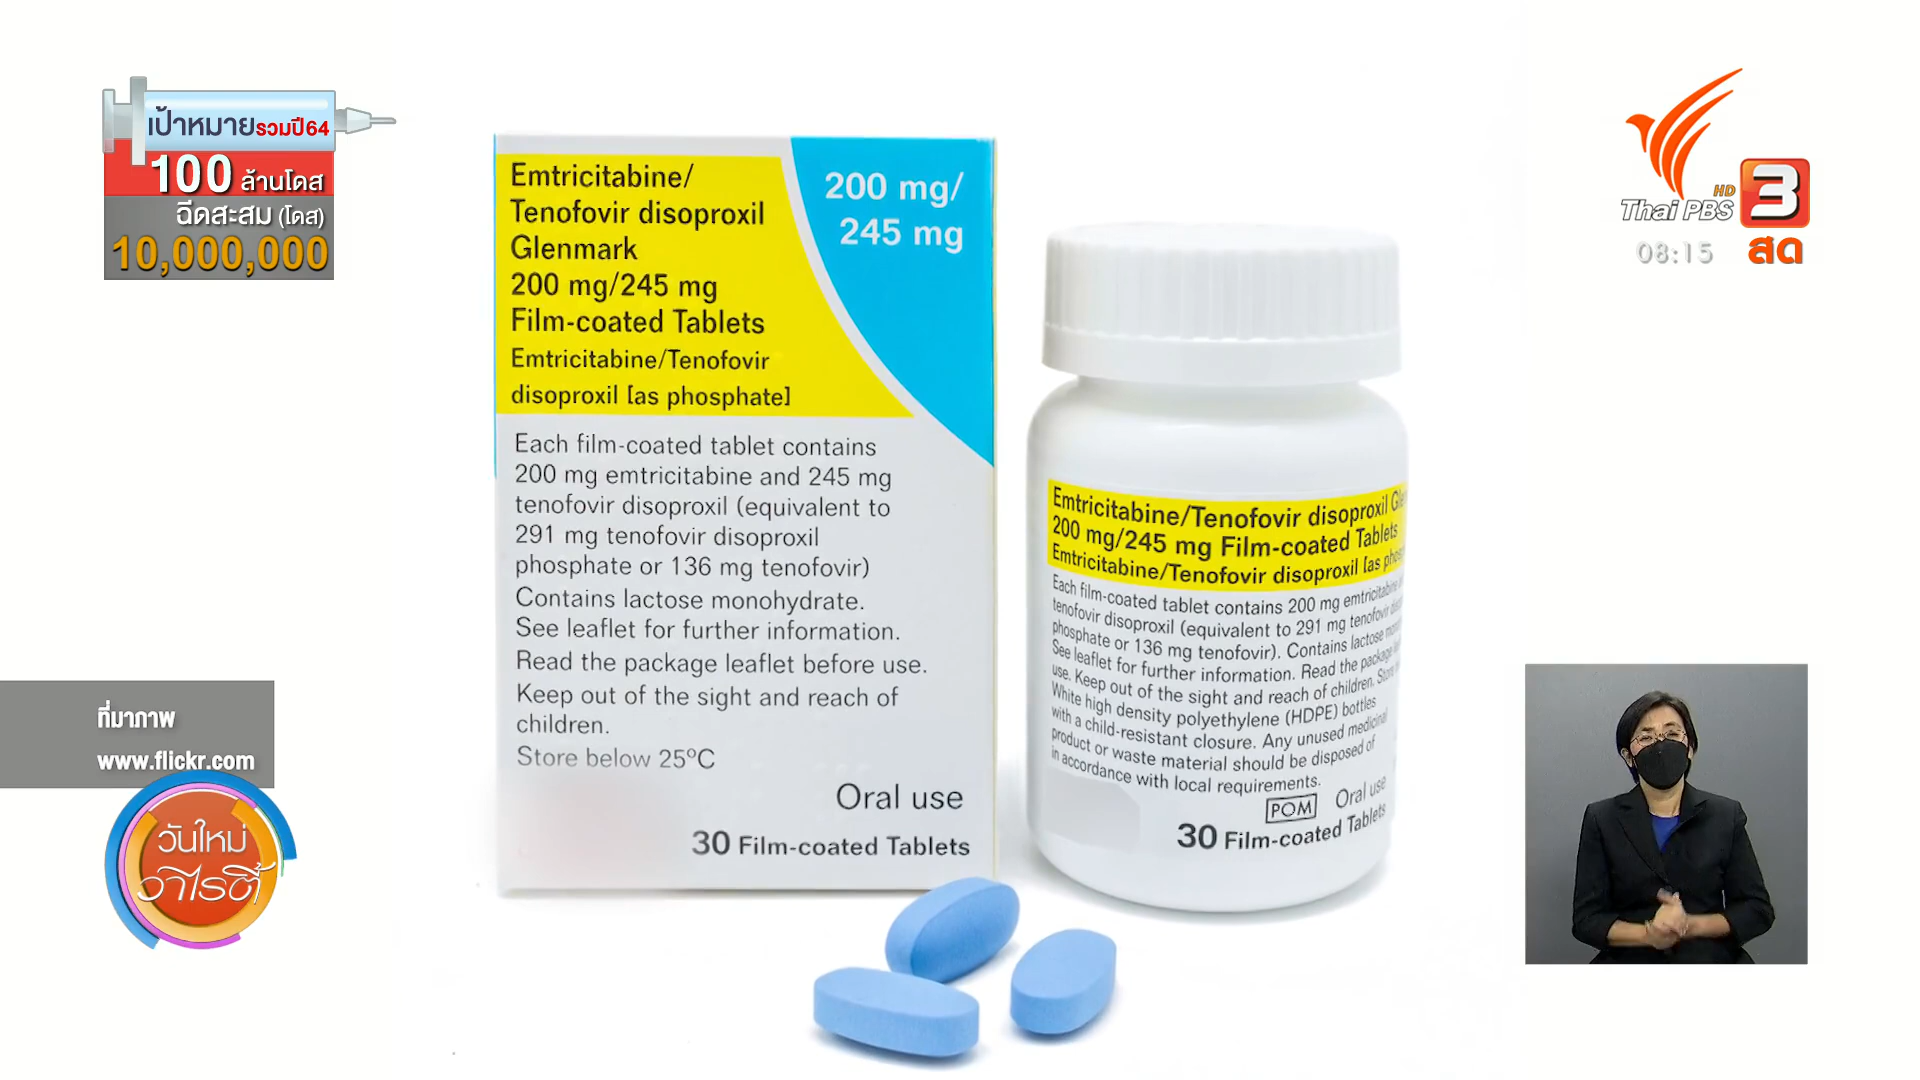 เป้าหมายรวมปี64
100 ล้านโดส
ฉีดสะสม (โดส)
10,000,000
Thai PBS HD 3
08:15 สด
Emtricitabine/
Tenofovir disoproxil
Glenmark
200 mg/245 mg
Film-coated Tablets
Emtricitabine/Tenofovir
disoproxil [as phosphate]
200 mg/
245 mg
Each film-coated tablet contains
200 mg emtricitabine and 245 mg
tenofovir disoproxil (equivalent to
291 mg tenofovir disoproxil
phosphate or 136 mg tenofovir)
Contains lactose monohydrate.
See leaflet for further information.
Read the package leaflet before use.
Keep out of the sight and reach of
children.
Store below 25°C
Oral use
30 Film-coated Tablets
Emtricitabine/Tenofovir disoproxil
200 mg/245 mg Film-coated Tablets
Emtricitabine/Tenofovir disoproxil [as
Each film-coated tablet contains 200 mg emtricitabine
tenofovir disoproxil (equivalent to 291 mg tenofovir
phosphate or 136 mg tenofovir). Contains lactose
See leaflet for further information. Read the package
use. Keep out of the sight and reach of children.
White high density polyethylene (HDPE) bottles
with a child-resistant closure. Any unused medicinal
product or waste material should be disposed of
in accordance with local requirements.
POM Oral use
30 Film-coated Tablets
ที่มาภาพ
www.flickr.com
วันใหม่
วาไรตี้